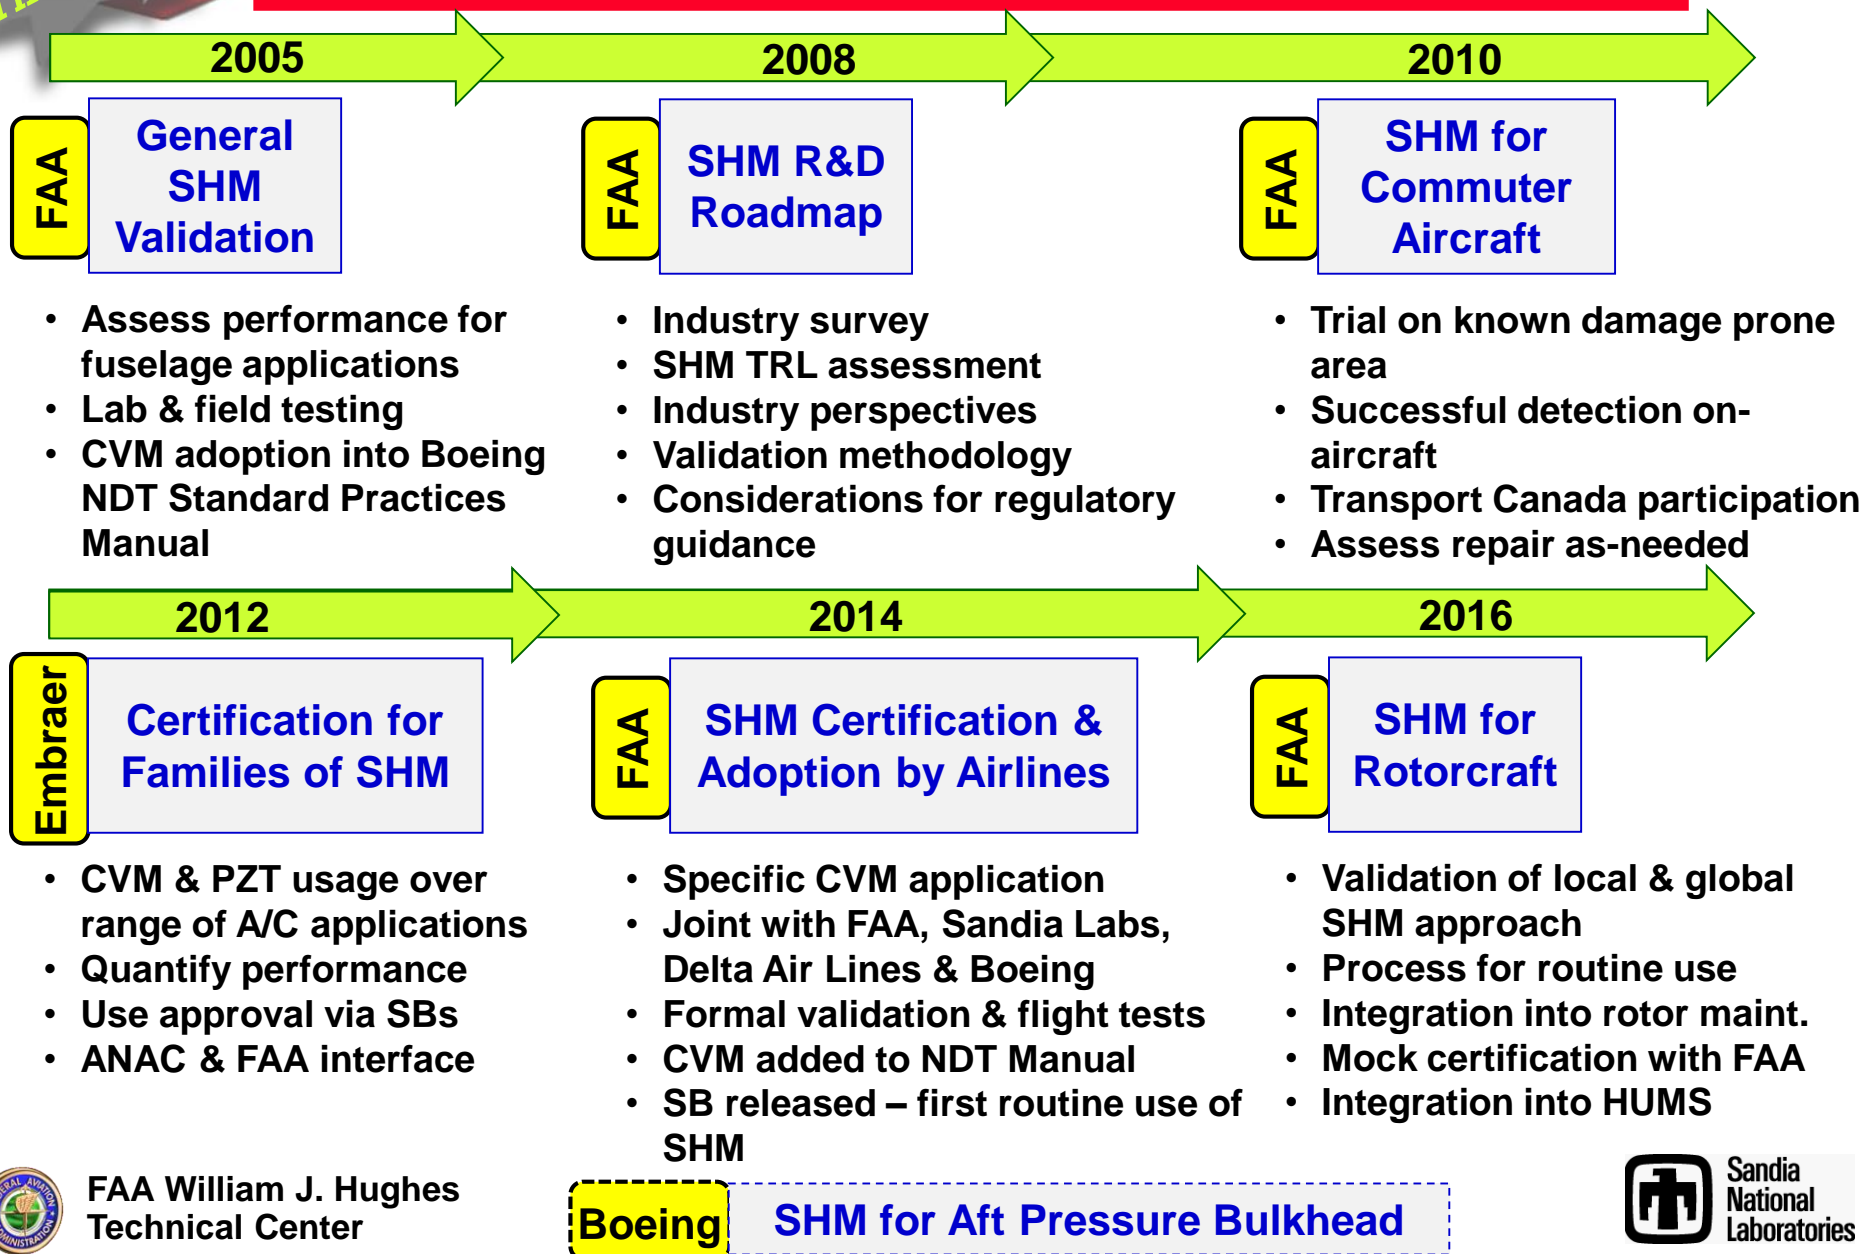 2005
2008
2010
FAA
General
SHM
Validation
FAA
SHM R&D
Roadmap
FAA
SHM for
Commuter
Aircraft
• Assess performance for
fuselage applications
• Lab & field testing
• CVM adoption into Boeing
NDT Standard Practices
Manual
• Industry survey
• SHM TRL assessment
• Industry perspectives
• Validation methodology
• Considerations for regulatory
guidance
• Trial on known damage prone
area
• Successful detection on-
aircraft
• Transport Canada participation
• Assess repair as-needed
2012
2014
2016
Embraer
Certification for
Families of SHM
FAA
SHM Certification &
Adoption by Airlines
FAA
SHM for
Rotorcraft
• CVM & PZT usage over
range of A/C applications
• Quantify performance
• Use approval via SBs
• ANAC & FAA interface
• Specific CVM application
• Joint with FAA, Sandia Labs,
Delta Air Lines & Boeing
• Formal validation & flight tests
• CVM added to NDT Manual
• SB released – first routine use of
SHM
• Validation of local & global
SHM approach
• Process for routine use
• Integration into rotor maint.
• Mock certification with FAA
• Integration into HUMS
FAA William J. Hughes
Technical Center
Boeing
SHM for Aft Pressure Bulkhead
Sandia
National
Laboratories